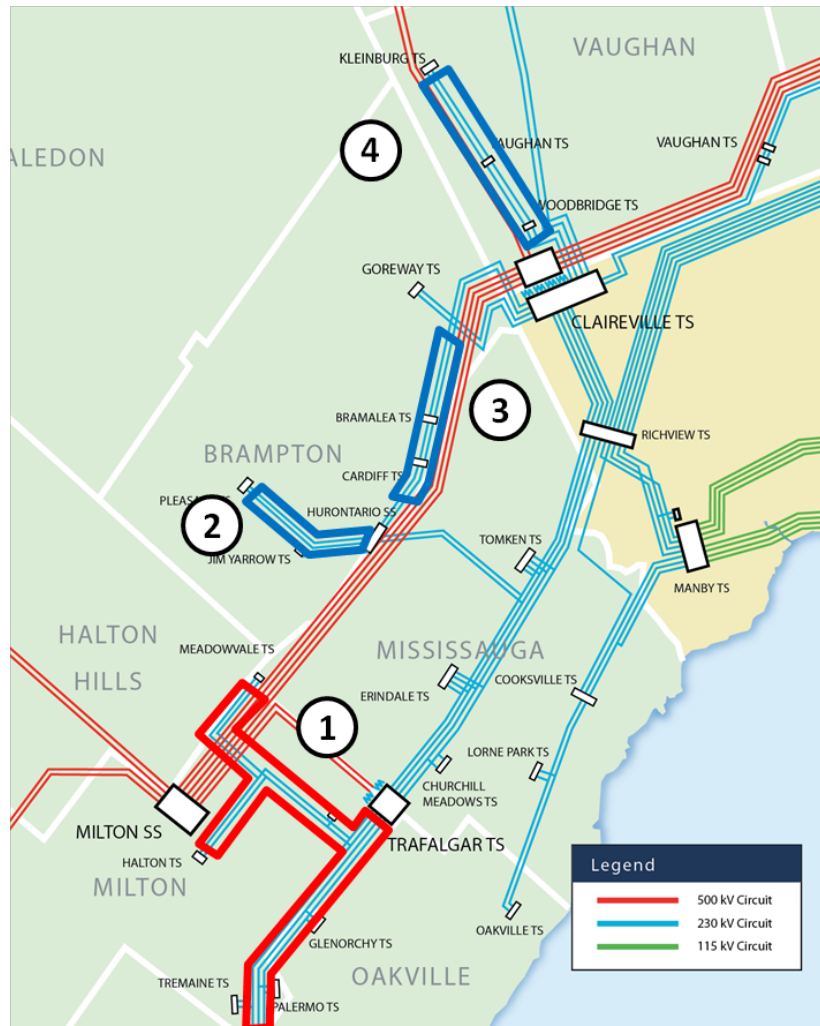 VAUGHAN
KLEINBURG TS
4
VAUGHAN TS
AUGHAN TS
ALEDON
WOODBRIDGE TS
GOREWAY TS
CLAIREVILLE TS
3
BRAMALEA TS
RICHVIEW TS
BRAMPTON
CARDIFF TS
PLEASA
HURONTARIO SS
2
TOMKEN TS
JIM YARROW TS
MANBY TS
HALTON
HILLS
MEADOWVALE TS
MISSISSAUGA
COOKSVILLE TS
ERINDALE TS
1
LORNE PARK TS
CHURCHILL
MEADOWS TS
MILTON SS
TRAFALGAR TS
HALTON TS
MILTON
Legend
500 kV Circuit
230 kV Circuit
115 kV Circuit
OAKVILLE TS
GLENORCHY TS
OAKVILLE
TREMAINE TS
PALERMO TS